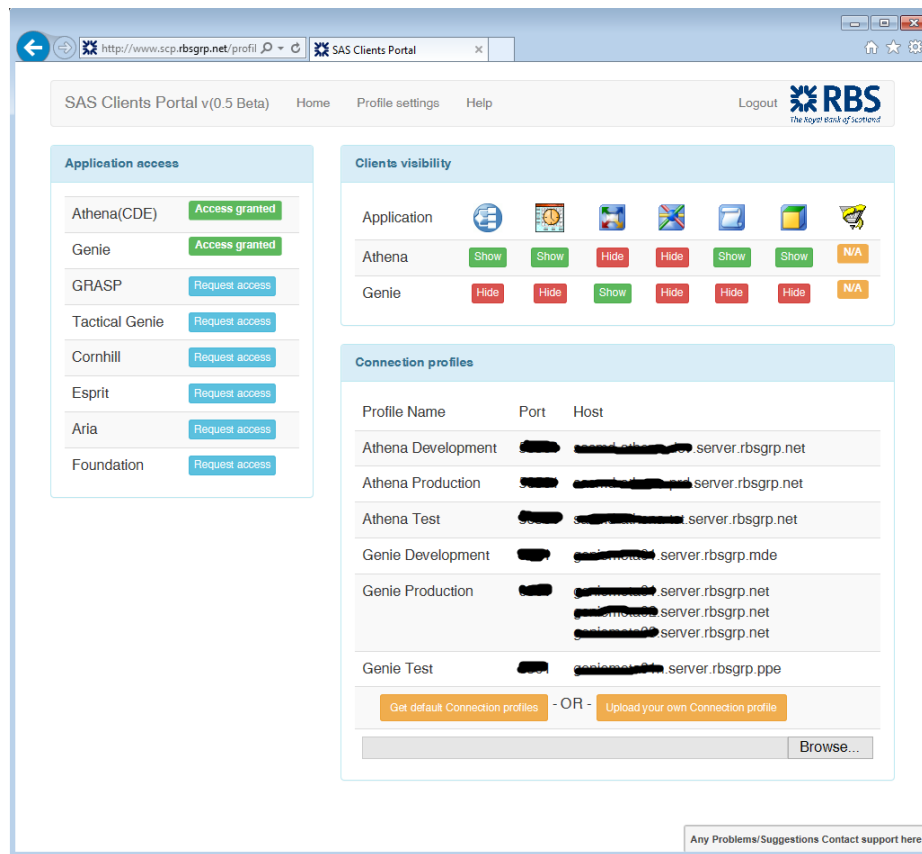 http://www.scp.rbsgrp.net/profil
SAS Clients Portal
SAS Clients Portal v(0.5 Beta) Home Profile settings Help Logout RBS
The Royal Bank of Scotland
Application access
Athena(CDE) Access granted
Genie Access granted
GRASP Request access
Tactical Genie Request access
Cornhill Request access
Esprit Request access
Aria Request access
Foundation Request access
Clients visibility
Application
Athena Show Show Hide Hide Show Show N/A
Genie Hide Hide Show Hide Hide Hide N/A
Connection profiles
Profile Name Port Host
Athena Development .server.rbsgrp.net
Athena Production .server.rbsgrp.net
Athena Test .server.rbsgrp.net
Genie Development .server.rbsgrp.mde
Genie Production .server.rbsgrp.net
.server.rbsgrp.net
.server.rbsgrp.net
Genie Test .server.rbsgrp.ppe
Get default Connection profiles - OR - Upload your own Connection profile
Browse...
Any Problems/Suggestions Contact support here